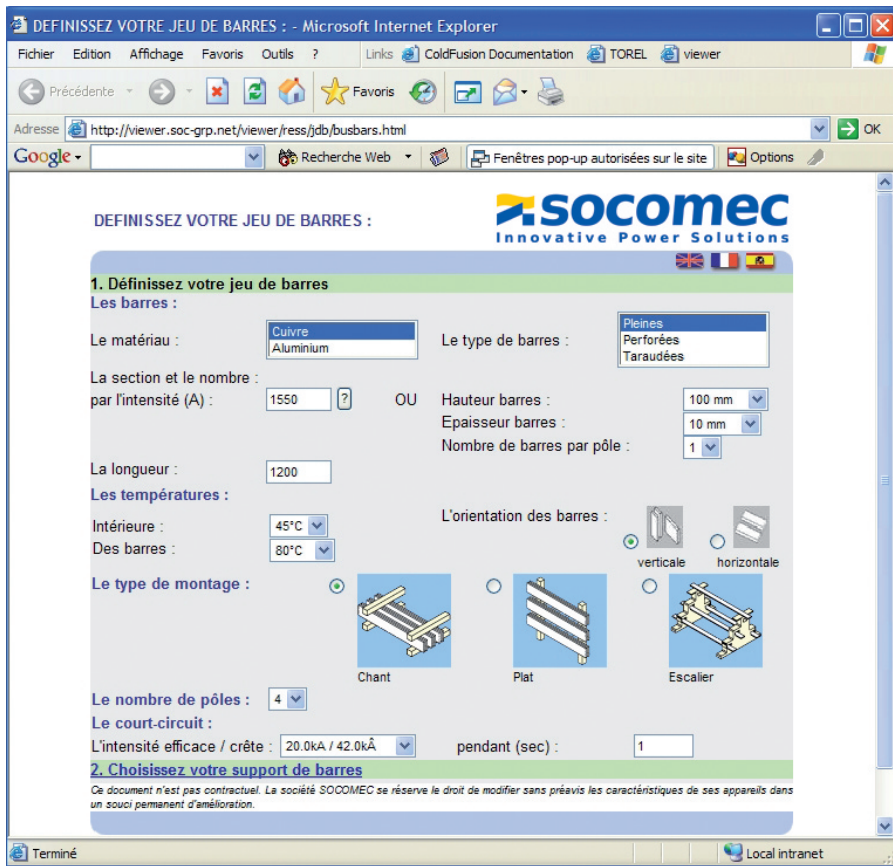 DEFINISSEZ VOTRE JEU DE BARRES : - Microsoft Internet Explorer
Fichier Edition Affichage Favoris Outils ? Links ColdFusion Documentation TOREL viewer
Précédente Favoris
Adresse http://viewer.soc-grp.net/viewer/ress/jdb/busbars.html OK
Google Recherche Web Fenêtres pop-up autorisées sur le site Options
DEFINISSEZ VOTRE JEU DE BARRES :
socomec
Innovative Power Solutions
1. Définissez votre jeu de barres
Les barres :
Le matériau : Cuivre Aluminium
Le type de barres : Pleines Perforées Taraudées
La section et le nombre :
par l'intensité (A) : 1550 ? OU Hauteur barres : 100 mm
Epaisseur barres : 10 mm
Nombre de barres par pôle : 1
La longueur : 1200
Les températures :
Intérieure : 45°C L'orientation des barres :
Des barres : 80°C
verticale horizontale
Le type de montage :
Chant Plat Escalier
Le nombre de pôles : 4
Le court-circuit :
L'intensité efficace / crête : 20.0kA / 42.0kÂ pendant (sec) : 1
2. Choisissez votre support de barres
Ce document n'est pas contractuel. La société SOCOMEC se réserve le droit de modifier sans préavis les caractéristiques de ses appareils dans
un souci permanent d'amélioration.
Terminé Local intranet